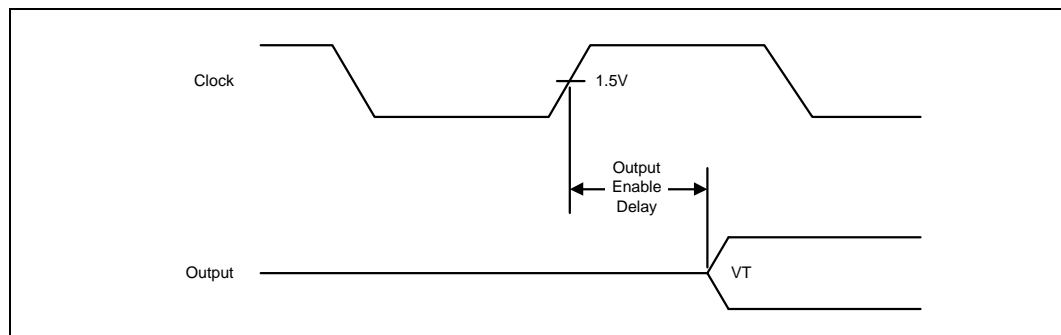 Clock
1.5V
Output
Enable
Delay
Output
VT